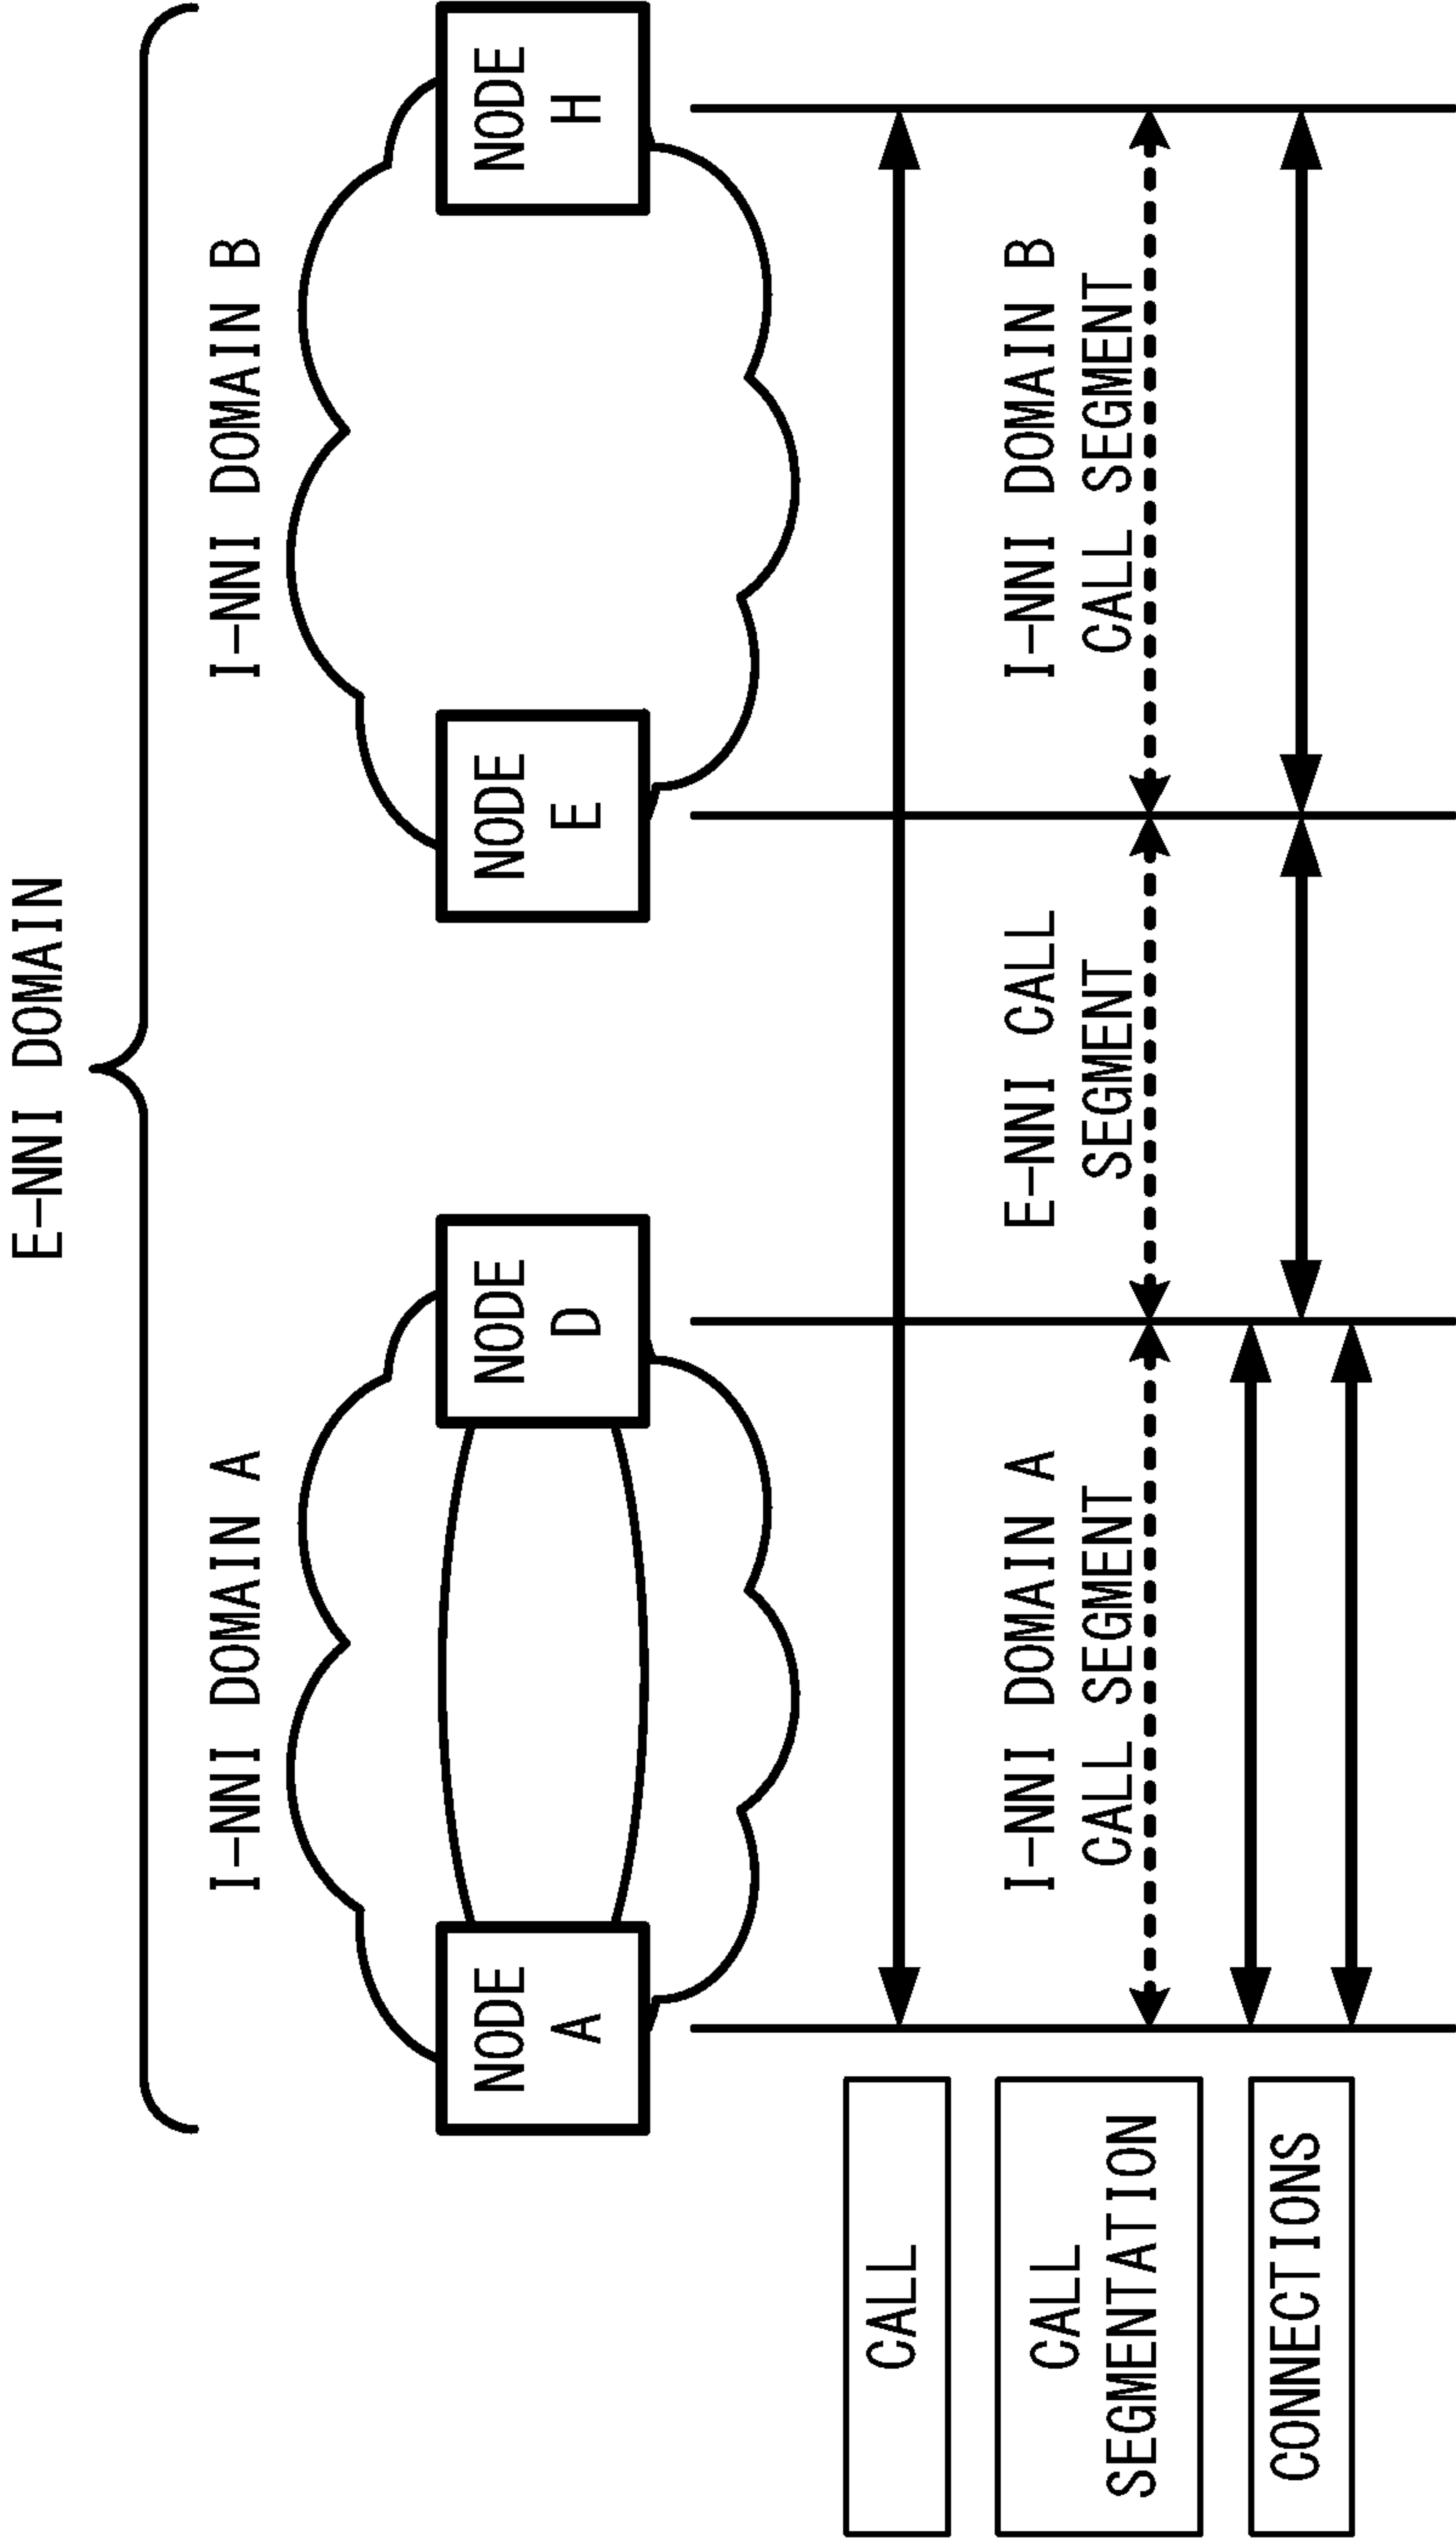 E-NNI DOMAIN
I-NNI DOMAIN A
I-NNI DOMAIN B
NODE
A
NODE
D
NODE
E
NODE
H
CALL
CALL
SEGMENTATION
I-NNI DOMAIN A
CALL SEGMENT
E-NNI CALL
SEGMENT
I-NNI DOMAIN B
CALL SEGMENT
CONNECTIONS